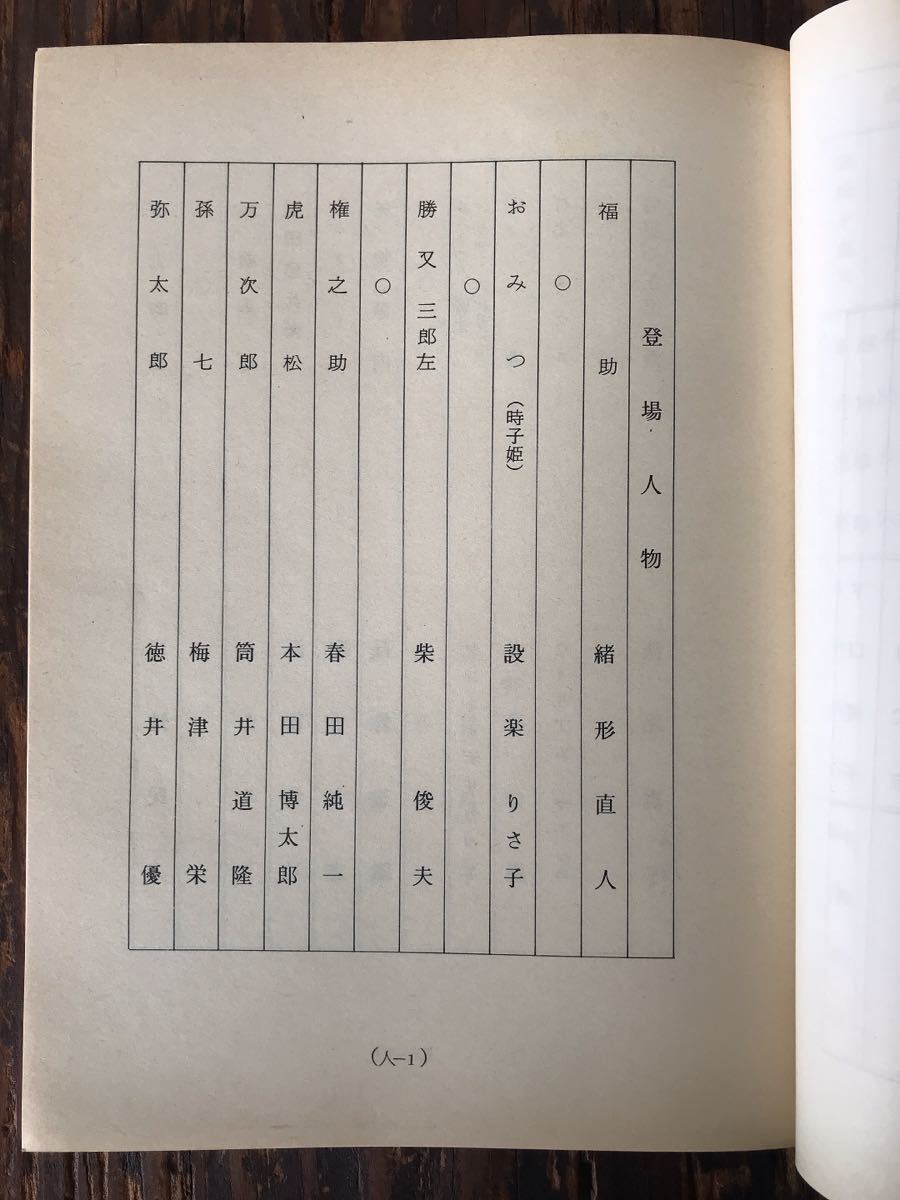 登場人物
福助 緒形直人
○
おみつ(時子姫) 設楽りさ子
○
勝又三郎左 柴俊夫
○
権之助 春田純一
虎松 本田博太郎
万次郎 筒井道隆
孫七 梅津栄
弥太郎 徳井優
(人-1)